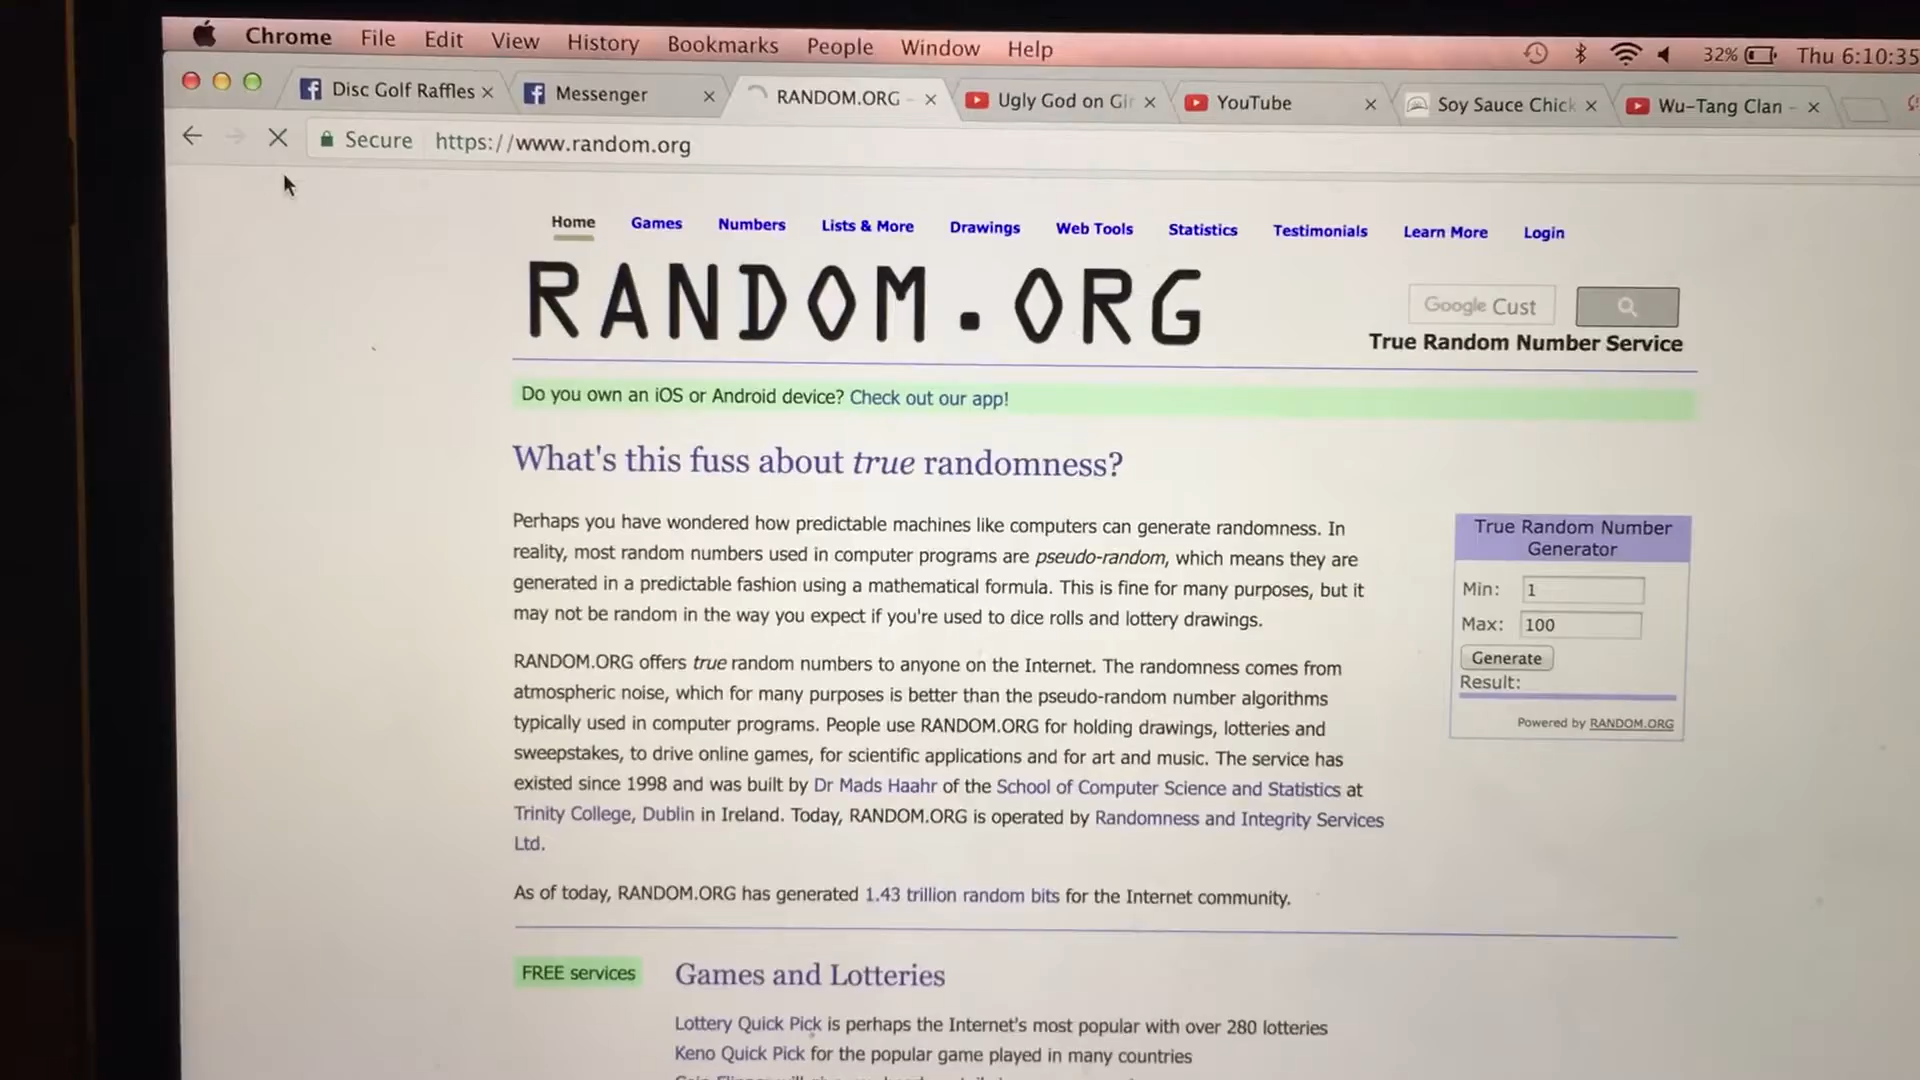 Chrome File Edit View History Bookmarks People Window Help 32% Thu 6:10:35
Disc Golf Raffles Messenger RANDOM.ORG - Ugly God on Gir YouTube Soy Sauce Chick Wu-Tang Clan -
Secure https://www.random.org
Home Games Numbers Lists & More Drawings Web Tools Statistics Testimonials Learn More Login
RANDOM.ORG
Google Cust
True Random Number Service
Do you own an iOS or Android device? Check out our app!
What's this fuss about true randomness?
Perhaps you have wondered how predictable machines like computers can generate randomness. In
reality, most random numbers used in computer programs are pseudo-random, which means they are
generated in a predictable fashion using a mathematical formula. This is fine for many purposes, but it
may not be random in the way you expect if you're used to dice rolls and lottery drawings.
RANDOM.ORG offers true random numbers to anyone on the Internet. The randomness comes from
atmospheric noise, which for many purposes is better than the pseudo-random number algorithms
typically used in computer programs. People use RANDOM.ORG for holding drawings, lotteries and
sweepstakes, to drive online games, for scientific applications and for art and music. The service has
existed since 1998 and was built by Dr Mads Haahr of the School of Computer Science and Statistics at
Trinity College, Dublin in Ireland. Today, RANDOM.ORG is operated by Randomness and Integrity Services
Ltd.
As of today, RANDOM.ORG has generated 1.43 trillion random bits for the Internet community.
True Random Number
Generator
Min: 1
Max: 100
Generate
Result:
Powered by RANDOM.ORG
FREE services
Games and Lotteries
Lottery Quick Pick is perhaps the Internet's most popular with over 280 lotteries
Keno Quick Pick for the popular game played in many countries